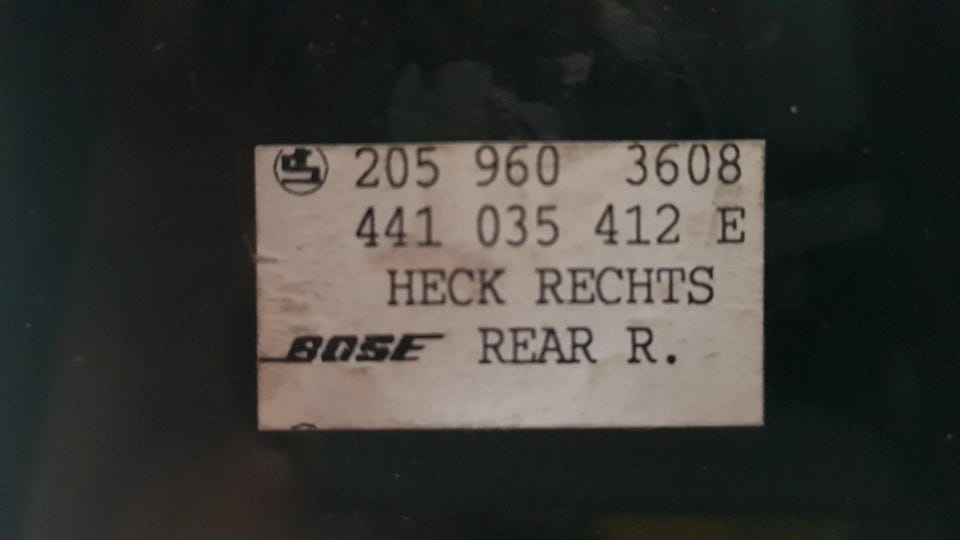 205 960 3608
441 035 412 E
HECK RECHTS
BOSE REAR R.